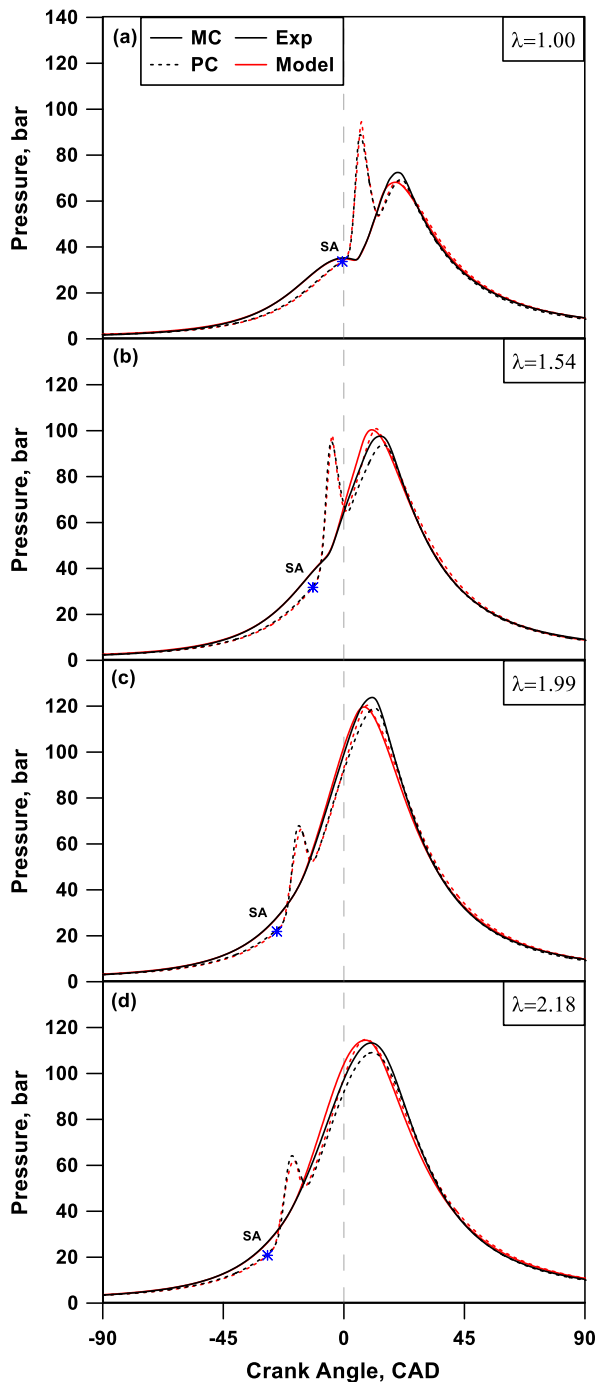 140
(a)
MC
Exp
PC
Model
λ=1.00
120
100
80
60
40
20
0
Pressure, bar
SA
(b)
λ=1.54
120
100
80
60
40
20
0
Pressure, bar
SA
(c)
λ=1.99
120
100
80
60
40
20
0
Pressure, bar
SA
(d)
λ=2.18
120
100
80
60
40
20
0
Pressure, bar
SA
-90
-45
0
45
90
Crank Angle, CAD